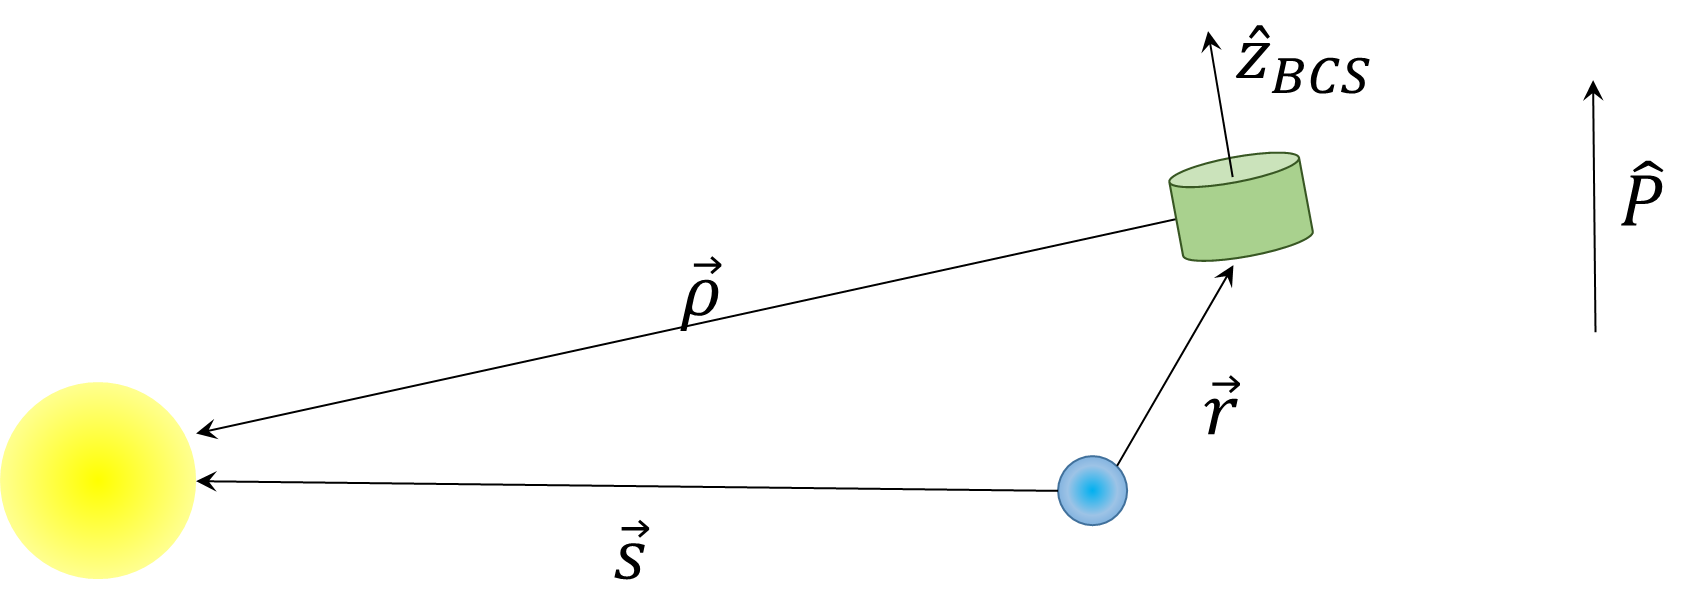 ẑ_BCS
P̂
ρ⃗
r⃗
s⃗